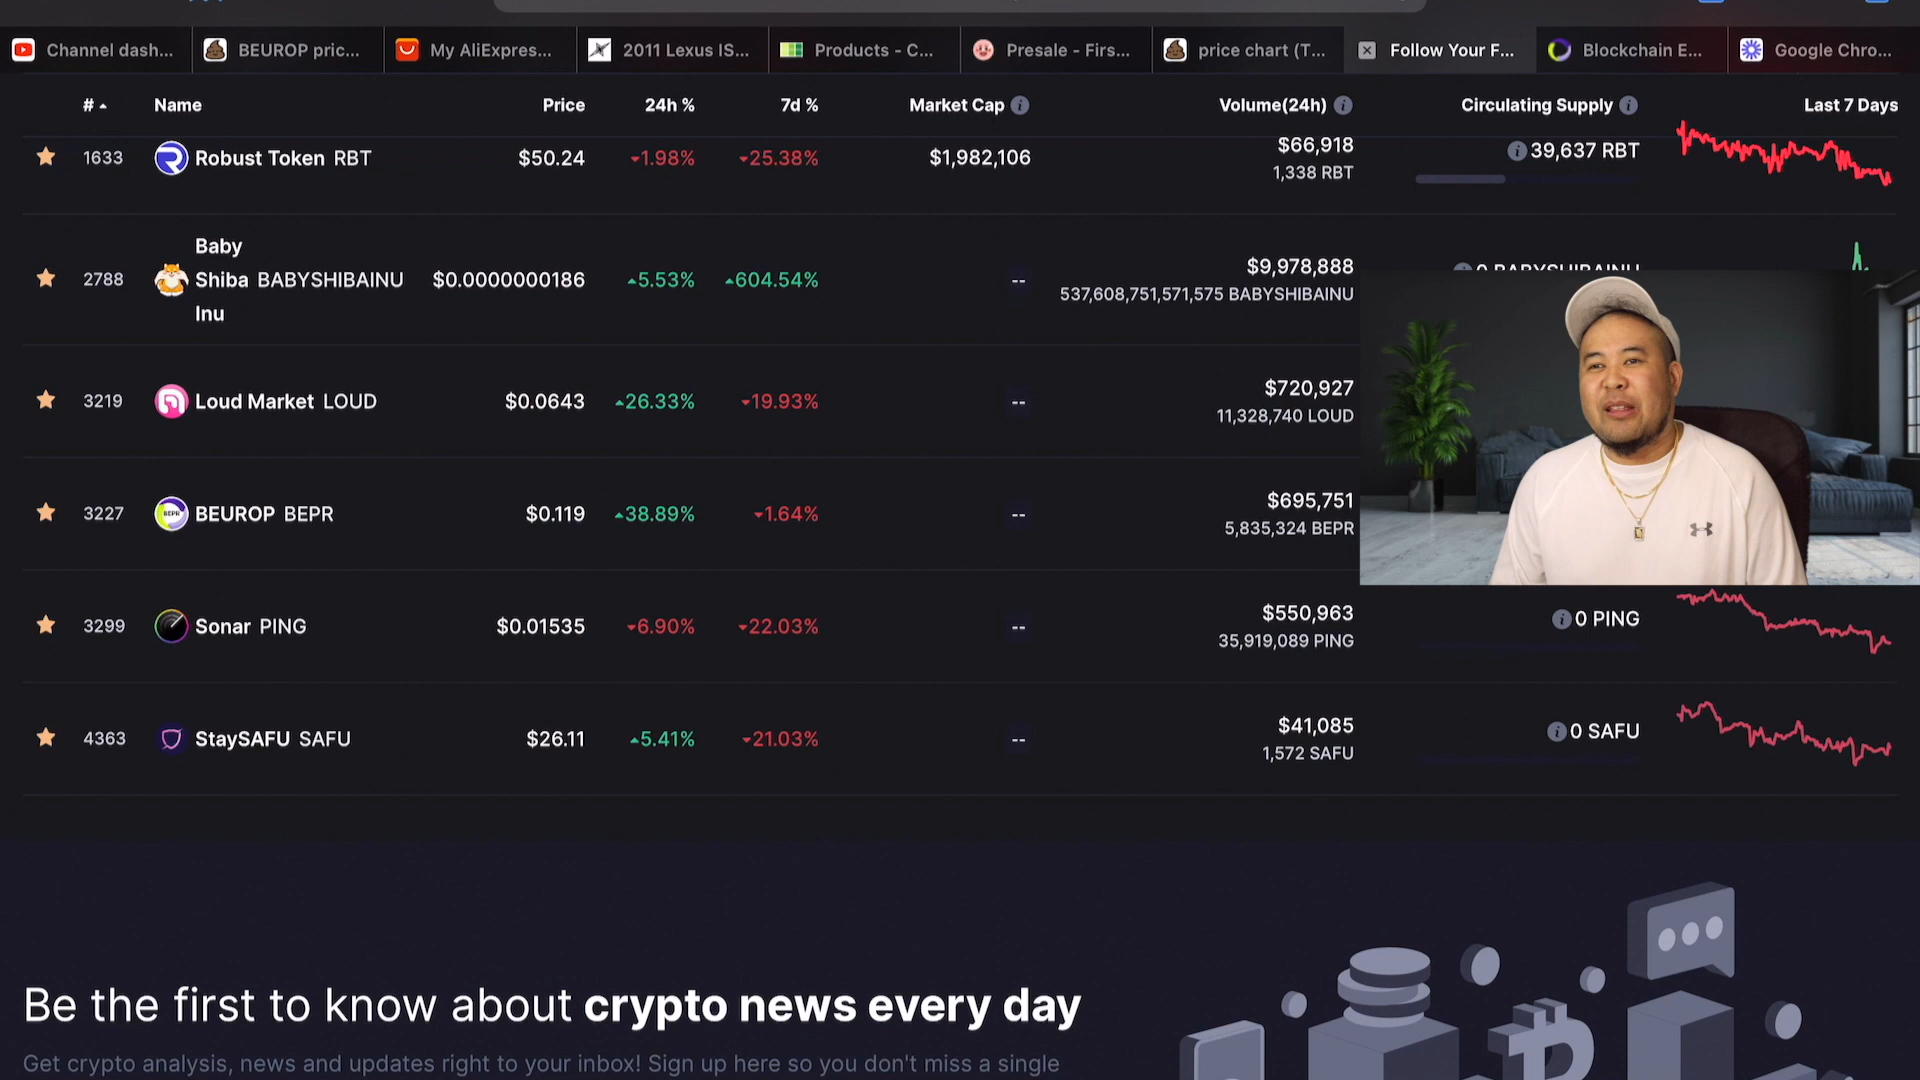 Channel dash... BEUROP pric... My AliExpres... 2011 Lexus IS... Products - C... Presale - Firs... price chart (T... Follow Your F... Blockchain E... Google Chro...
# Name Price 24h % 7d % Market Cap Volume(24h) Circulating Supply Last 7 Days
1633 Robust Token RBT $50.24 1.98% 25.38% $1,982,106 $66,918 39,637 RBT
1,338 RBT
Baby
2788 Shiba BABYSHIBAINU $0.0000000186 5.53% 604.54% -- $9,978,888 0 BABYSHIBAINU
Inu 537,608,751,571,575 BABYSHIBAINU
3219 Loud Market LOUD $0.0643 26.33% 19.93% -- $720,927
11,328,740 LOUD
3227 BEUROP BEPR $0.119 38.89% 1.64% -- $695,751
BEPR
5,835,324 BEPR
3299 Sonar PING $0.01535 6.90% 22.03% -- $550,963 0 PING
35,919,089 PING
4363 StaySAFU SAFU $26.11 5.41% 21.03% -- $41,085 0 SAFU
1,572 SAFU
Be the first to know about crypto news every day
Get crypto analysis, news and updates right to your inbox! Sign up here so you don't miss a single